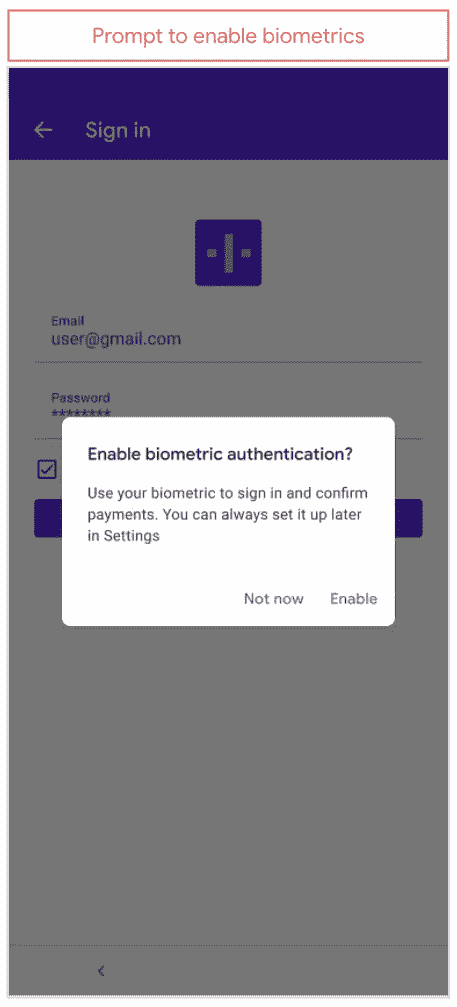 Prompt to enable biometrics
Sign in
Email
user@gmail.com
Password
********
Enable biometric authentication?
Use your biometric to sign in and confirm
payments. You can always set it up later
in Settings
Not now
Enable